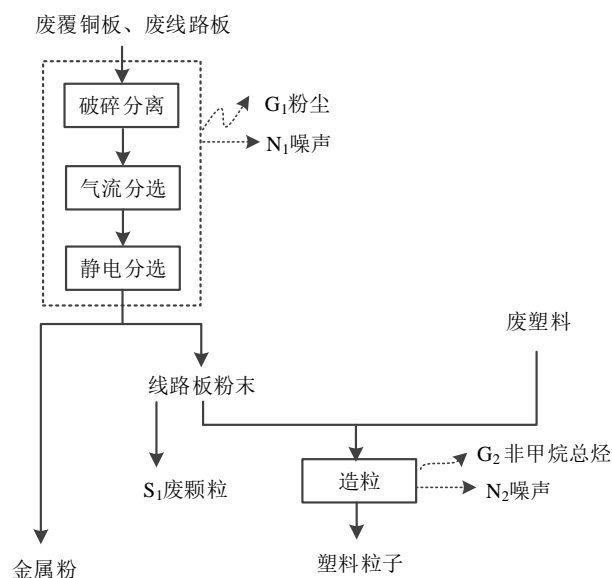 废覆铜板、废线路板
破碎分离
G₁粉尘
N₁噪声
气流分选
静电分选
废塑料
线路板粉末
S₁废颗粒
造粒
G₂非甲烷总烃
N₂噪声
金属粉
塑料粒子